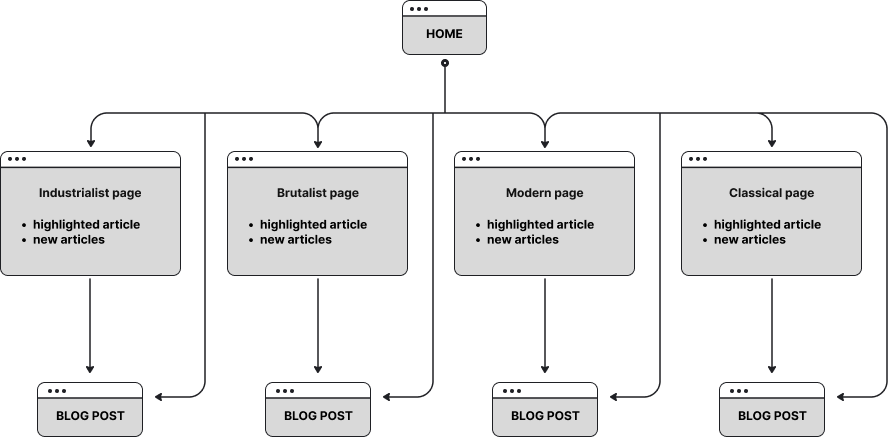 HOME
Industrialist page
• highlighted article
• new articles
Brutalist page
• highlighted article
• new articles
Modern page
• highlighted article
• new articles
Classical page
• highlighted article
• new articles
BLOG POST
BLOG POST
BLOG POST
BLOG POST